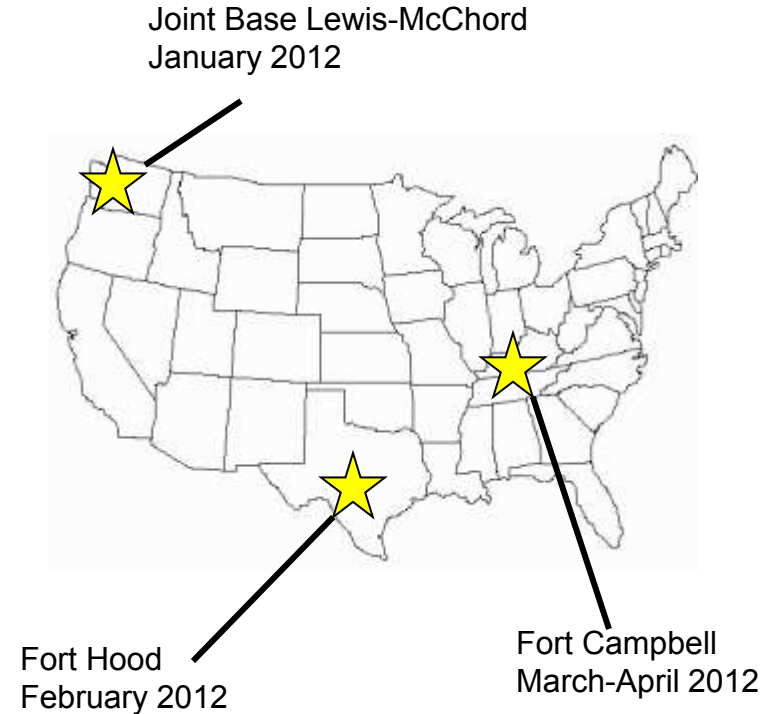 Joint Base Lewis-McChord
January 2012
Fort Hood
February 2012
Fort Campbell
March-April 2012